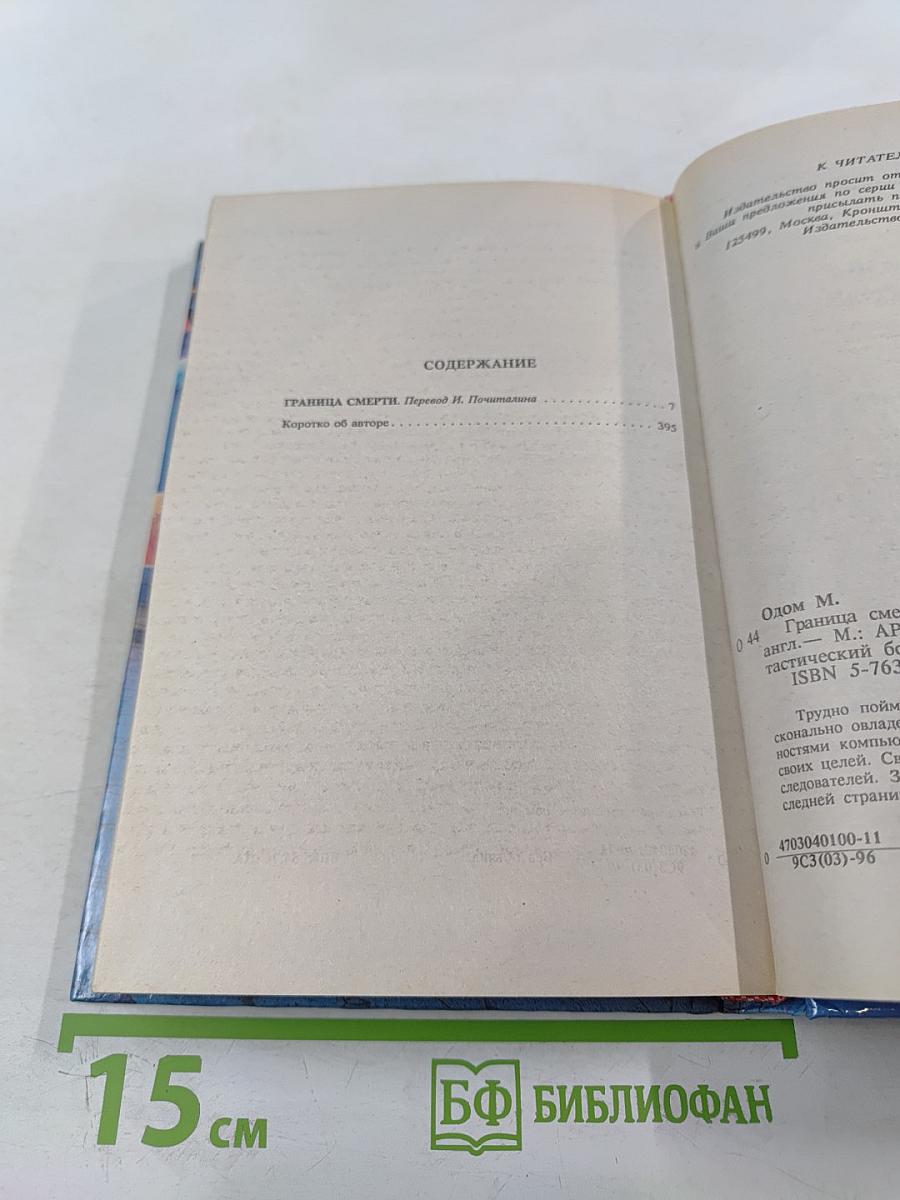 СОДЕРЖАНИЕ
ГРАНИЦА СМЕРТИ. Перевод И. Почиталина . . . . . . . . . . . . . . . 7
Коротко об авторе. . . . . . . . . . . . . . . . . . . . . . . . . . . . . . . 395
К ЧИТАТЕЛ
Издательство просит от
и Ваши предложения по серии
присылать п
125499, Москва, Кроншт
Издательство
Одом М.
О 44 Граница сме
англ.— М.: АР
тастический бо
ISBN 5-763
Трудно пойм
сконально овладе
ностями компью
своих целей. Св
следователей. З
следней страни
О 4703040100-11
9С3(03)-96
15 см
БФ БИБЛИОФАН